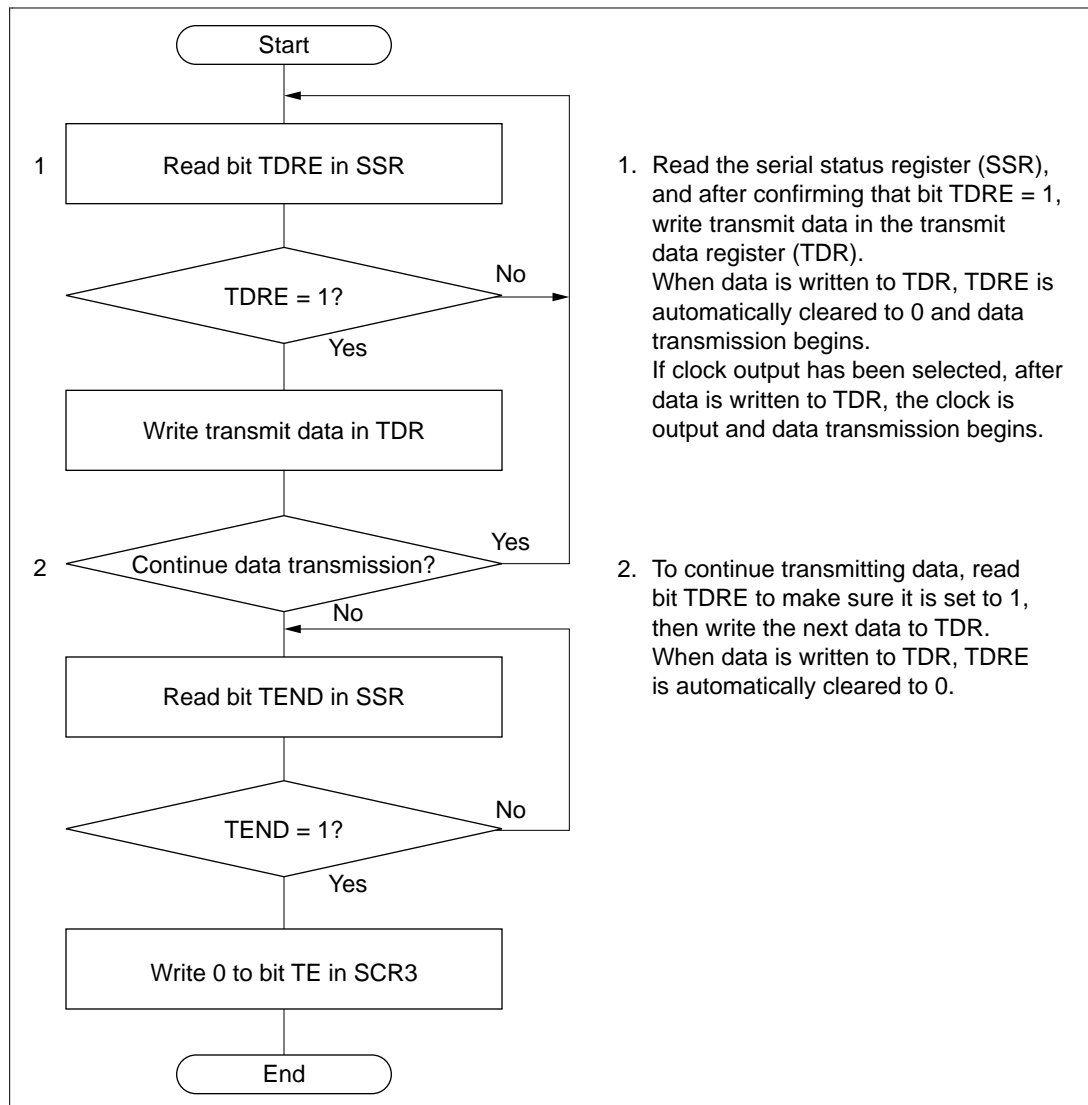 Start
1
Read bit TDRE in SSR
TDRE = 1?
No
Yes
Write transmit data in TDR
2
Continue data transmission?
Yes
No
Read bit TEND in SSR
TEND = 1?
No
Yes
Write 0 to bit TE in SCR3
End
1. Read the serial status register (SSR),
and after confirming that bit TDRE = 1,
write transmit data in the transmit
data register (TDR).
When data is written to TDR, TDRE is
automatically cleared to 0 and data
transmission begins.
If clock output has been selected, after
data is written to TDR, the clock is
output and data transmission begins.
2. To continue transmitting data, read
bit TDRE to make sure it is set to 1,
then write the next data to TDR.
When data is written to TDR, TDRE
is automatically cleared to 0.